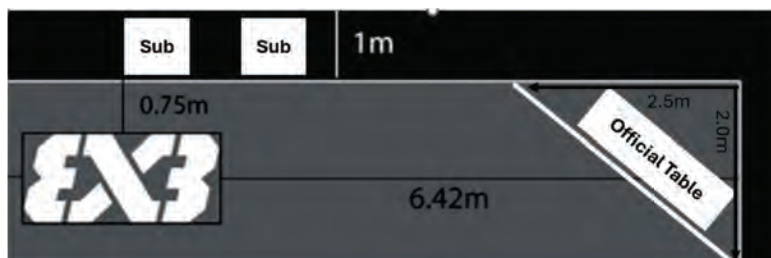 Sub
Sub
1m
0.75m
2.5m
2.0m
Official Table
3X3
6.42m